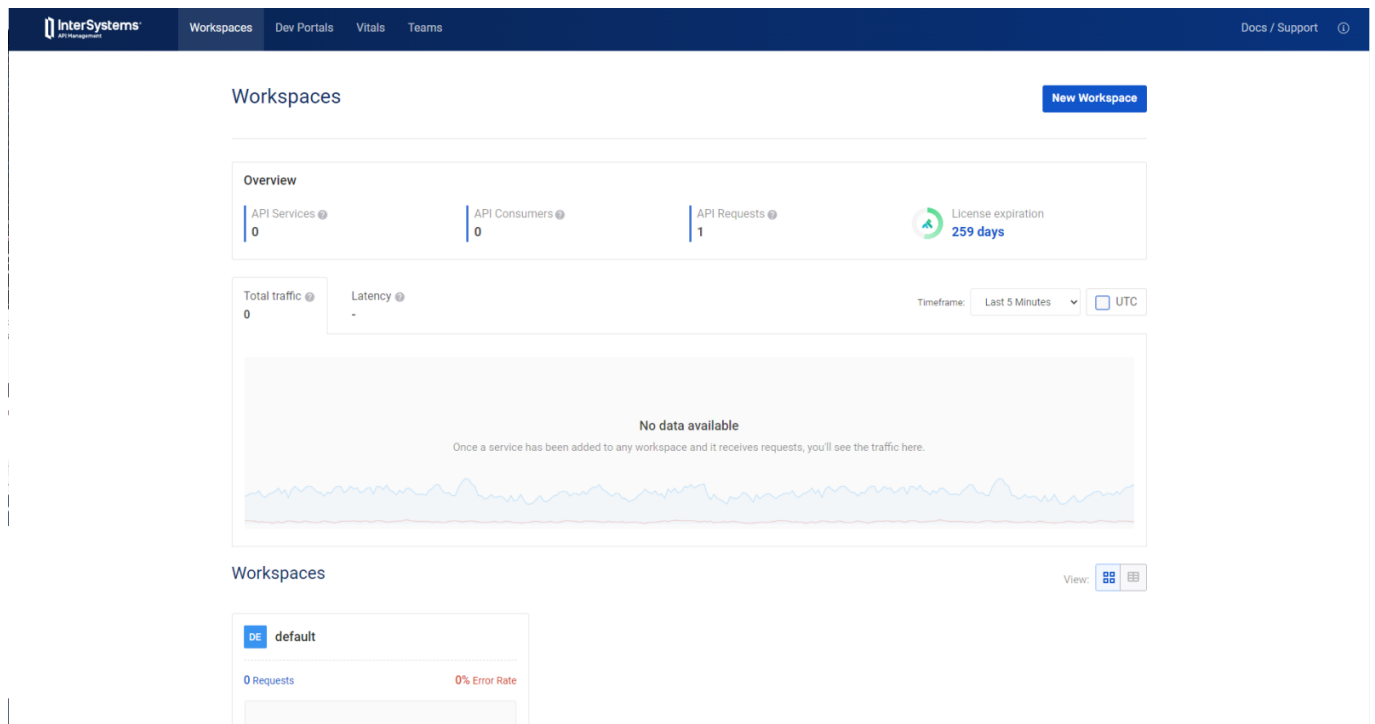 InterSystems
API Management
Workspaces Dev Portals Vitals Teams Docs / Support
Workspaces
New Workspace
Overview
API Services
0
API Consumers
0
API Requests
1
License expiration
259 days
Total traffic
0
Latency
-
Timeframe: Last 5 Minutes UTC
No data available
Once a service has been added to any workspace and it receives requests, you'll see the traffic here.
Workspaces
View:
DE default
0 Requests 0% Error Rate